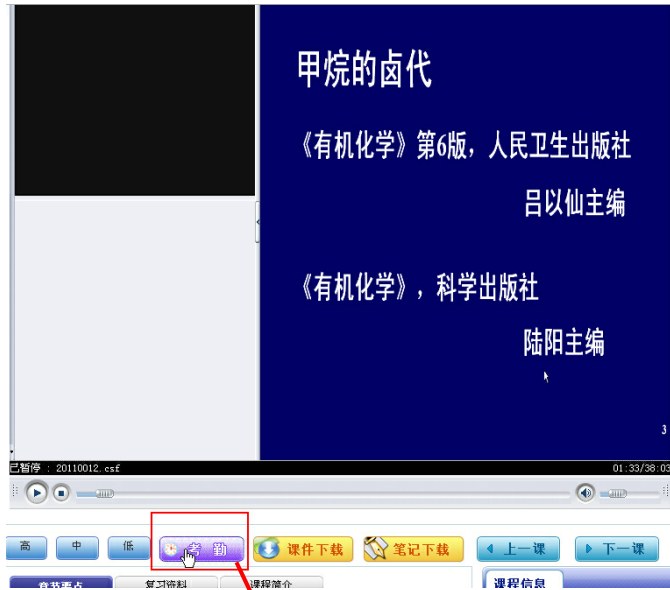 甲烷的卤代
《有机化学》第6版，人民卫生出版社
吕以仙主编
《有机化学》，科学出版社
陆阳主编
3
已暂停 : 20110012.csf 01:33/38:03
高 中 低 考 勤 课件下载 笔记下载 上一课 下一课
章节要点 复习资料 课程简介 课程信息